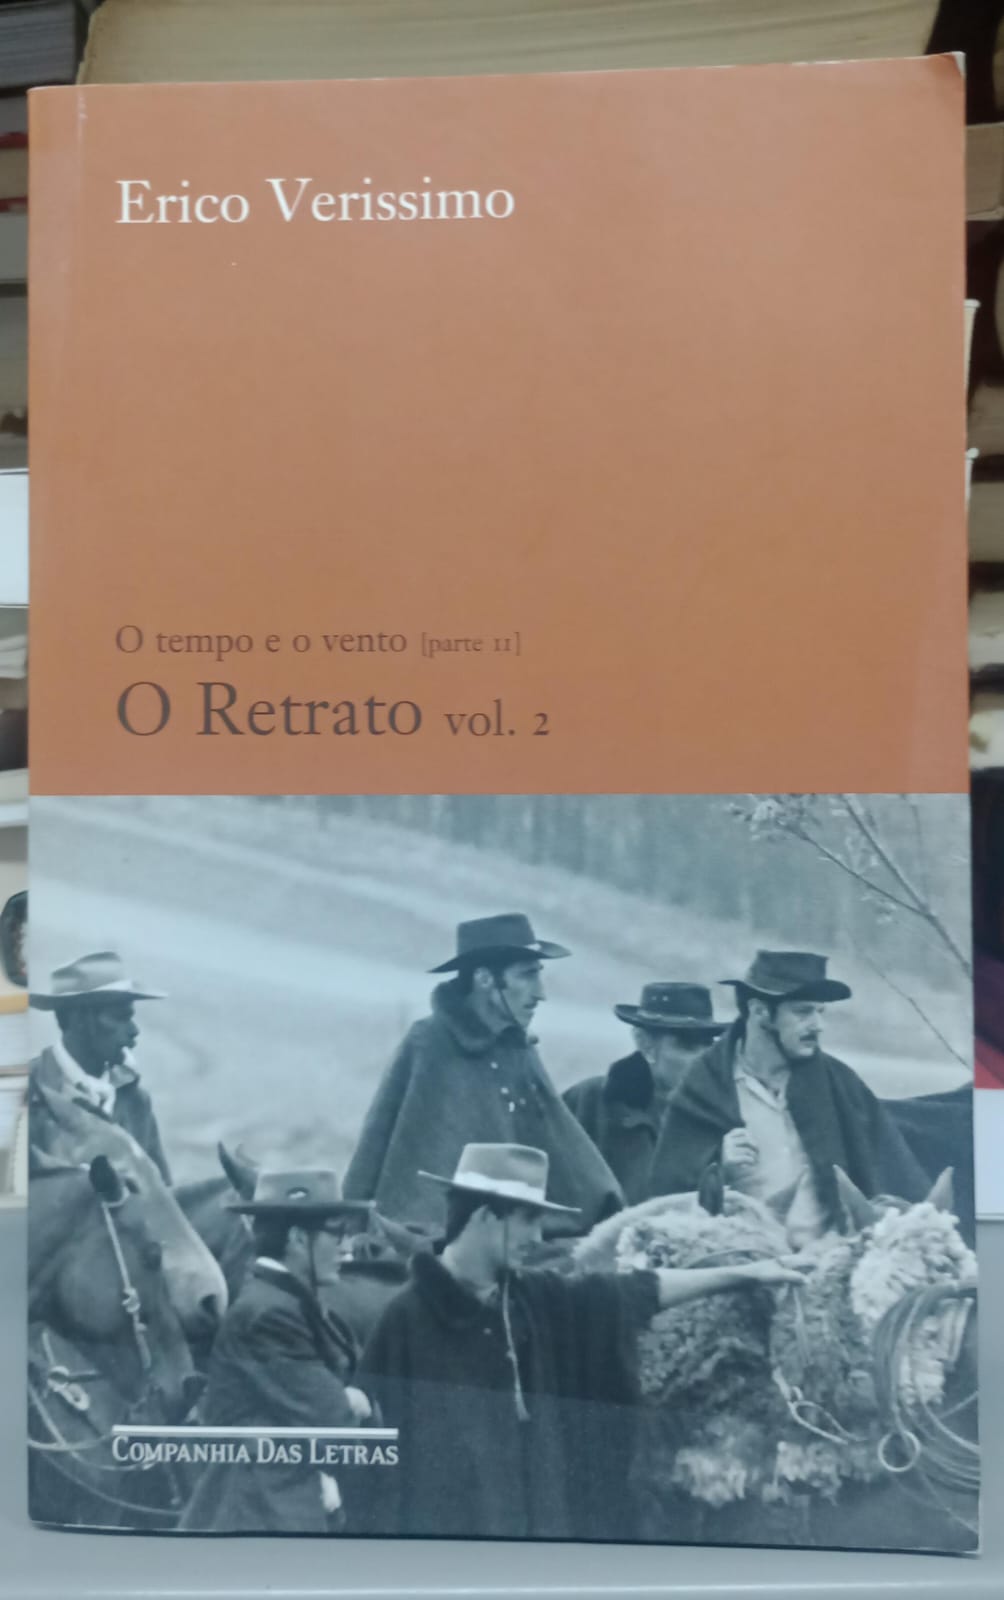 Erico Verissimo
O tempo e o vento [parte II]
O Retrato vol. 2
COMPANHIA DAS LETRAS